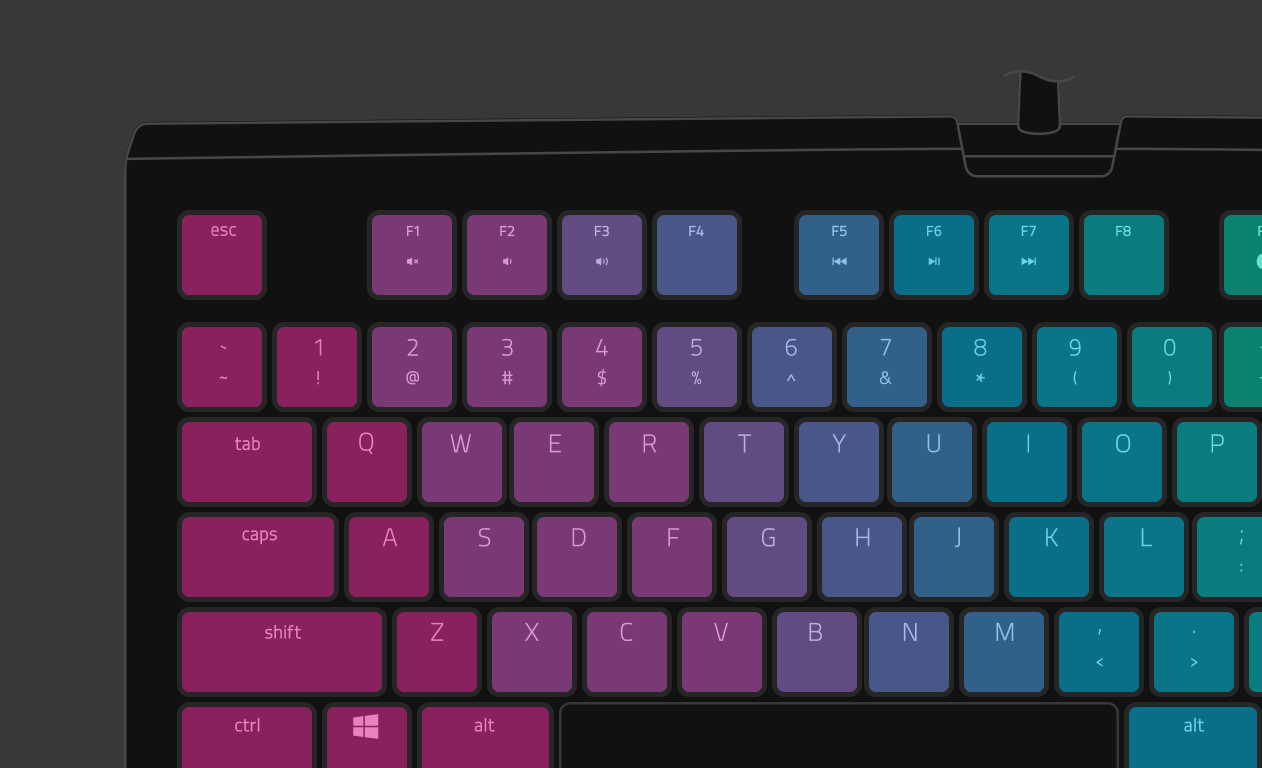 esc F1 F2 F3 F4 F5 F6 F7 F8
` 1 2 3 4 5 6 7 8 9 0
~ ! @ # $ % ^ & * ( )
tab Q W E R T Y U I O P
caps A S D F G H J K L ;
:
shift Z X C V B N M , .
< >
ctrl alt alt